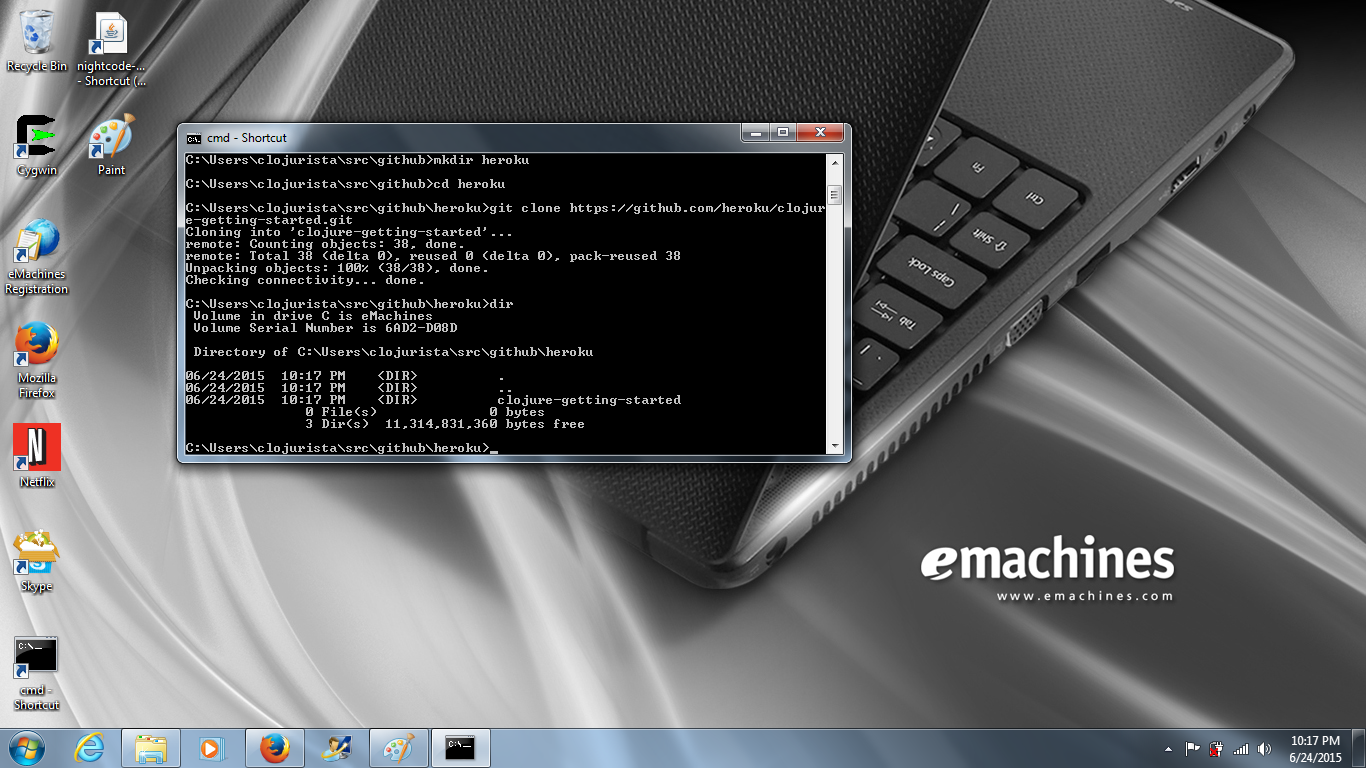 Recycle Bin
nightcode-...
- Shortcut (...
Cygwin
Paint
eMachines
Registration
Mozilla
Firefox
Netflix
Skype
cmd -
Shortcut
cmd - Shortcut
C:\Users\clojurista\src\github>mkdir heroku
C:\Users\clojurista\src\github>cd heroku
C:\Users\clojurista\src\github\heroku>git clone https://github.com/heroku/clojur
e-getting-started.git
Cloning into 'clojure-getting-started'...
remote: Counting objects: 38, done.
remote: Total 38 (delta 0), reused 0 (delta 0), pack-reused 38
Unpacking objects: 100% (38/38), done.
Checking connectivity... done.
C:\Users\clojurista\src\github\heroku>dir
Volume in drive C is eMachines
Volume Serial Number is 6AD2-D08D
Directory of C:\Users\clojurista\src\github\heroku
06/24/2015  10:17 PM    <DIR>          .
06/24/2015  10:17 PM    <DIR>          ..
06/24/2015  10:17 PM    <DIR>          clojure-getting-started
0 File(s)              0 bytes
3 Dir(s)  11,314,831,360 bytes free
C:\Users\clojurista\src\github\heroku>
Fn
Ctrl
Shift
Caps Lock
Tab
emachines
www.emachines.com
N
C:\_
C:\_
10:17 PM
6/24/2015